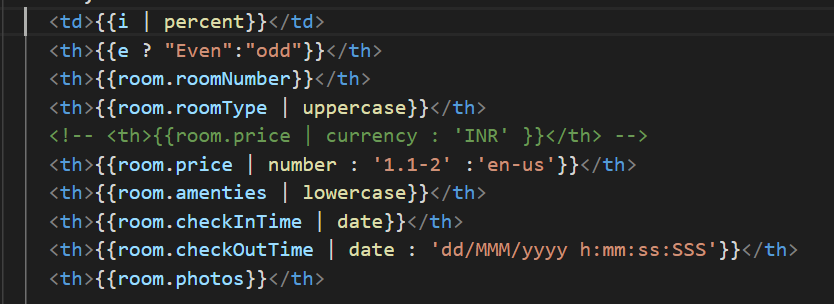 <td>{{i | percent}}</td>
<th>{{e ? "Even":"odd"}}</th>
<th>{{room.roomNumber}}</th>
<th>{{room.roomType | uppercase}}</th>
<!-- <th>{{room.price | currency : 'INR' }}</th> -->
<th>{{room.price | number : '1.1-2' :'en-us'}}</th>
<th>{{room.amenties | lowercase}}</th>
<th>{{room.checkInTime | date}}</th>
<th>{{room.checkOutTime | date : 'dd/MMM/yyyy h:mm:ss:SSS'}}</th>
<th>{{room.photos}}</th>